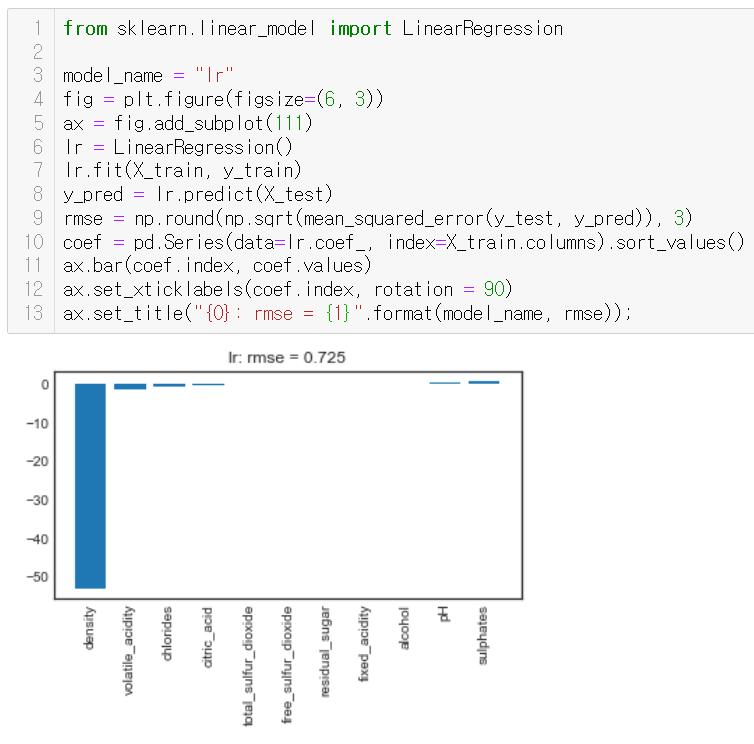 1 from sklearn.linear_model import LinearRegression
2
3 model_name = "lr"
4 fig = plt.figure(figsize=(6, 3))
5 ax = fig.add_subplot(111)
6 lr = LinearRegression()
7 lr.fit(X_train, y_train)
8 y_pred = lr.predict(X_test)
9 rmse = np.round(np.sqrt(mean_squared_error(y_test, y_pred)), 3)
10 coef = pd.Series(data=lr.coef_, index=X_train.columns).sort_values()
11 ax.bar(coef.index, coef.values)
12 ax.set_xticklabels(coef.index, rotation = 90)
13 ax.set_title("{0}: rmse = {1}".format(model_name, rmse));
lr: rmse = 0.725
0
−10
−20
−30
−40
−50
density
volatile_acidity
chlorides
citric_acid
total_sulfur_dioxide
free_sulfur_dioxide
residual_sugar
fixed_acidity
alcohol
pH
sulphates